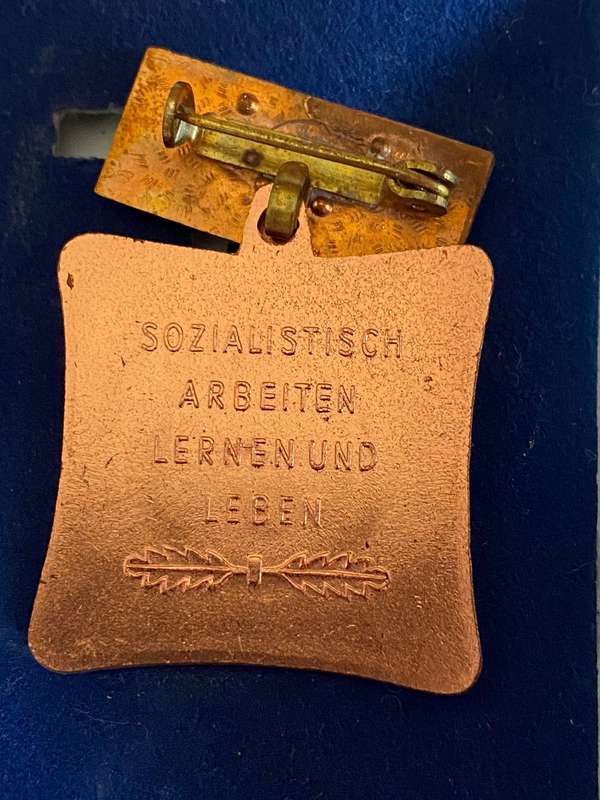 SOZIALISTISCH
ARBEITEN
LERNEN UND
LEBEN